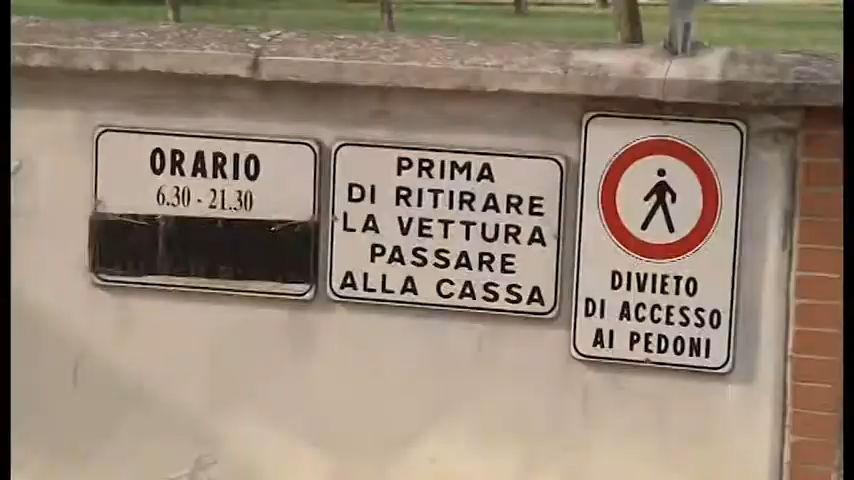 ORARIO
6.30 - 21.30
PRIMA
DI RITIRARE
LA VETTURA
PASSARE
ALLA CASSA
DIVIETO
DI ACCESSO
AI PEDONI